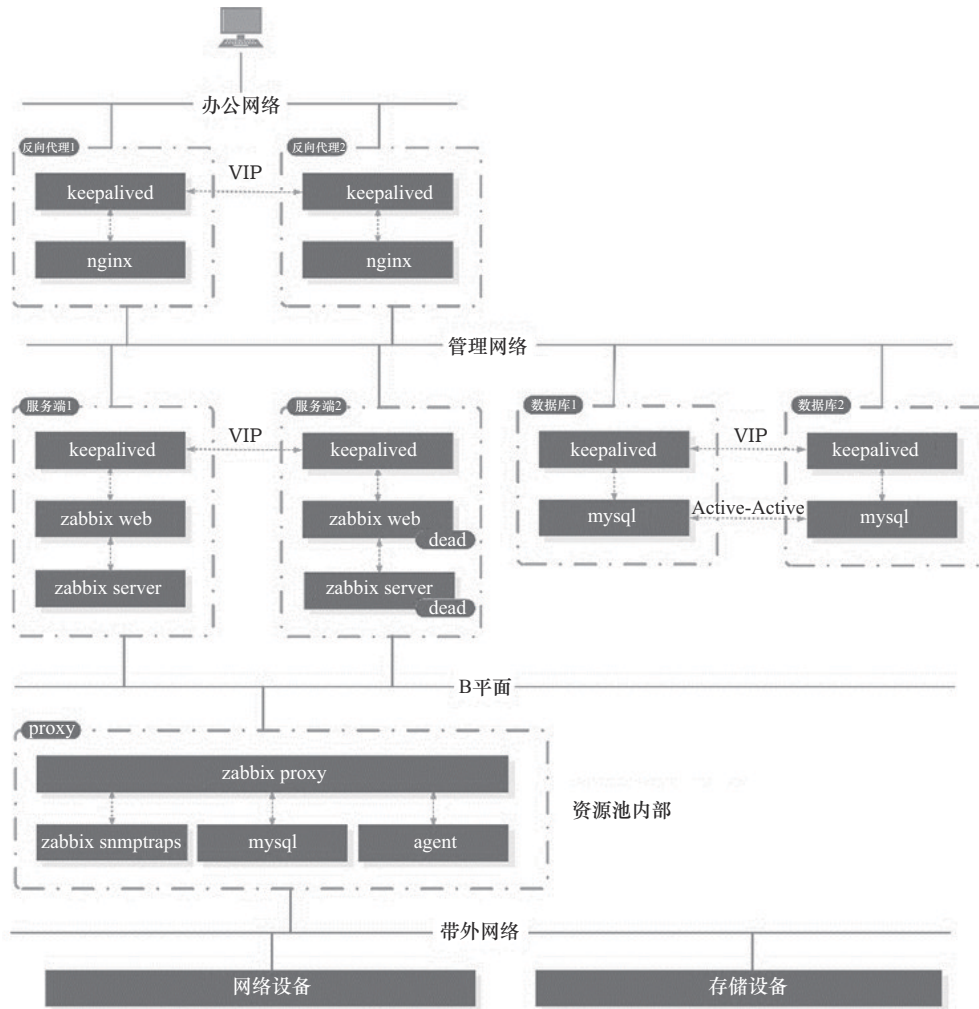 办公网络
反向代理1
反向代理2
VIP
keepalived
keepalived
nginx
nginx
管理网络
服务端1
服务端2
数据库1
数据库2
VIP
VIP
keepalived
keepalived
keepalived
keepalived
zabbix web
zabbix web
dead
mysql
Active-Active
mysql
zabbix server
zabbix server
dead
B平面
proxy
zabbix proxy
资源池内部
zabbix snmptraps
mysql
agent
带外网络
网络设备
存储设备